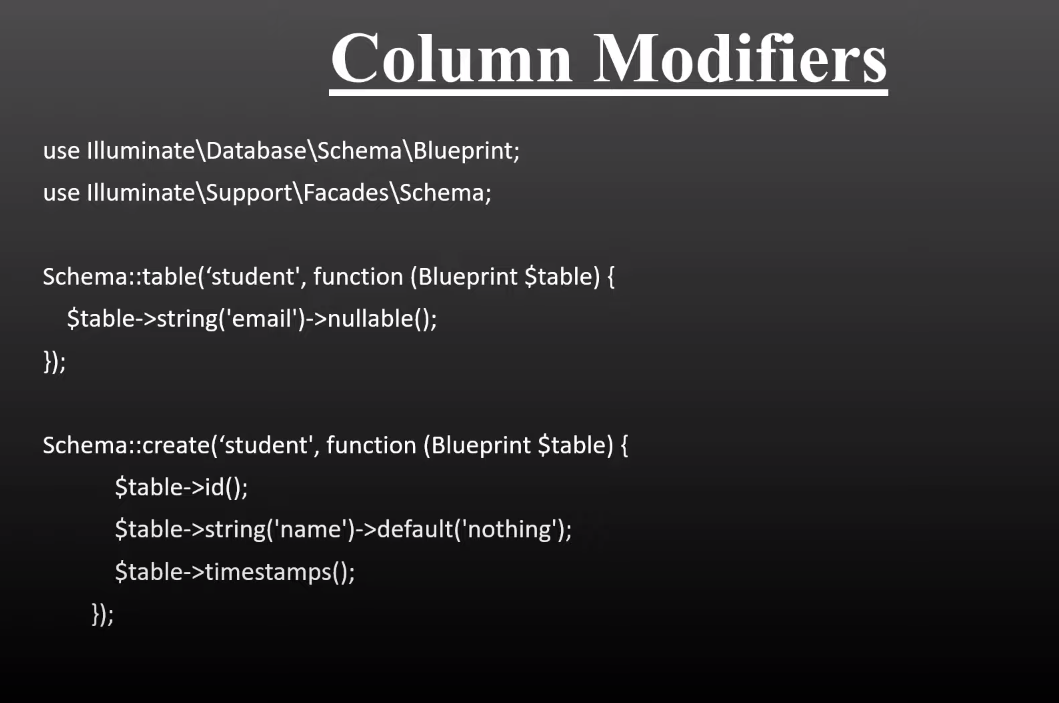 Column Modifiers
use Illuminate\Database\Schema\Blueprint;
use Illuminate\Support\Facades\Schema;
Schema::table(‘student', function (Blueprint $table) {
$table->string('email')->nullable();
});
Schema::create(‘student', function (Blueprint $table) {
$table->id();
$table->string('name')->default('nothing');
$table->timestamps();
});